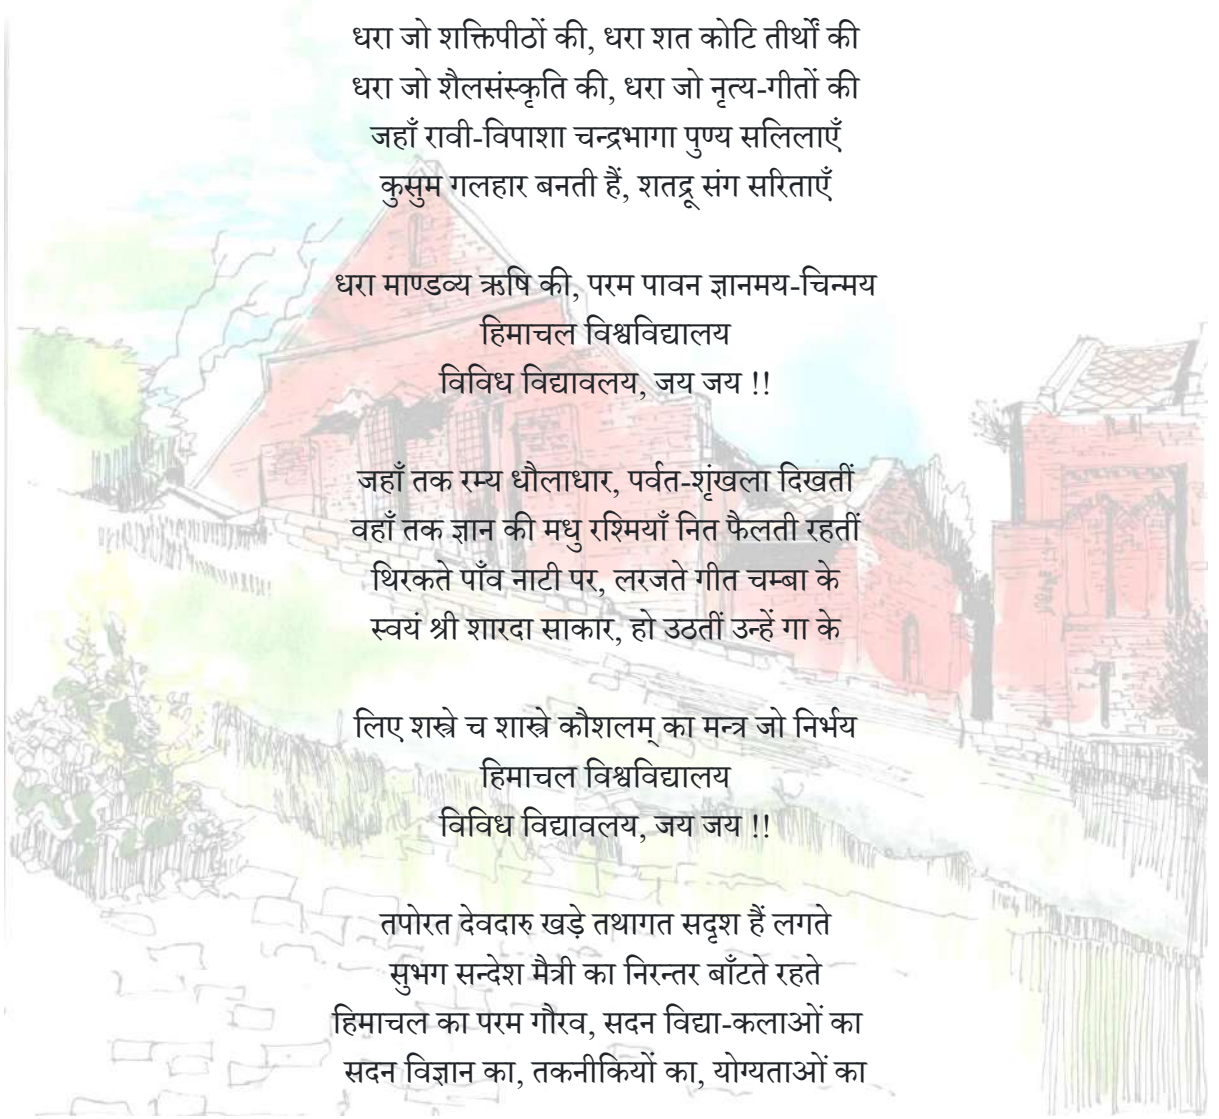 धरा जो शक्तिपीठों की, धरा शत कोटि तीर्थों की
धरा जो शैलसंस्कृति की, धरा जो नृत्य-गीतों की
जहाँ रावी-विपाशा चन्द्रभागा पुण्य सलिलाएँ
कुसुम गलहार बनती हैं, शतद्रू संग सरिताएँ
धरा माण्डव्य ऋषि की, परम पावन ज्ञानमय-चिन्मय
हिमाचल विश्वविद्यालय
विविध विद्यावलय, जय जय !!
जहाँ तक रम्य धौलाधार, पर्वत-शृंखला दिखतीं
वहाँ तक ज्ञान की मधु रश्मियाँ नित फैलती रहतीं
थिरकते पाँव नाटी पर, लरजते गीत चम्बा के
स्वयं श्री शारदा साकार, हो उठतीं उन्हें गा के
लिए शस्त्रे च शास्त्रे कौशलम् का मन्त्र जो निर्भय
हिमाचल विश्वविद्यालय
विविध विद्यावलय, जय जय !!
तपोरत देवदारु खड़े तथागत सदृश हैं लगते
सुभग सन्देश मैत्री का निरन्तर बाँटते रहते
हिमाचल का परम गौरव, सदन विद्या-कलाओं का
सदन विज्ञान का, तकनीकियों का, योग्यताओं का